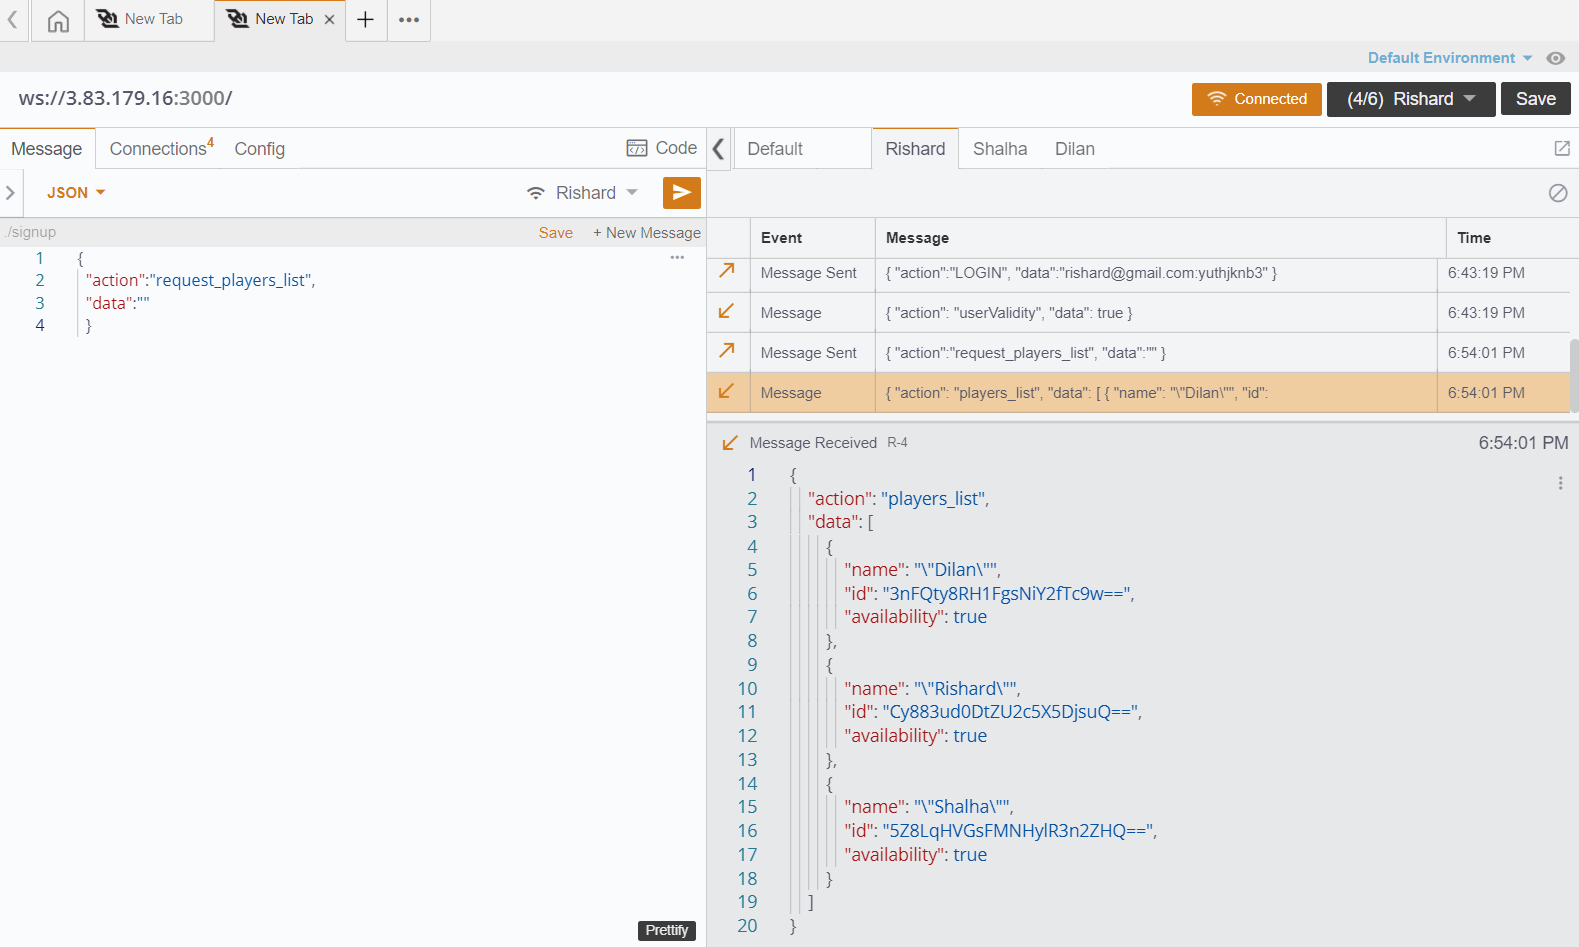 New Tab
New Tab
Default Environment
ws://3.83.179.16:3000/
Connected
(4/6) Rishard
Save
Message
Connections4
Config
Code
Default
Rishard
Shalha
Dilan
JSON
Rishard
./signup
Save
+ New Message
1 {
2 "action":"request_players_list",
3 "data":""
4 }
Prettify
Event Message Time
Message Sent { "action":"LOGIN", "data":"rishard@gmail.com:yuthjknb3" } 6:43:19 PM
Message { "action": "userValidity", "data": true } 6:43:19 PM
Message Sent { "action":"request_players_list", "data":"" } 6:54:01 PM
Message { "action": "players_list", "data": [ { "name": "\"Dilan\"", "id": 6:54:01 PM
Message Received R-4 6:54:01 PM
1 {
2 "action": "players_list",
3 "data": [
4 {
5 "name": "\"Dilan\"",
6 "id": "3nFQty8RH1FgsNiY2fTc9w==",
7 "availability": true
8 },
9 {
10 "name": "\"Rishard\"",
11 "id": "Cy883ud0DtZU2c5X5DjsuQ==",
12 "availability": true
13 },
14 {
15 "name": "\"Shalha\"",
16 "id": "5Z8LqHVGsFMNHylR3n2ZHQ==",
17 "availability": true
18 }
19 ]
20 }